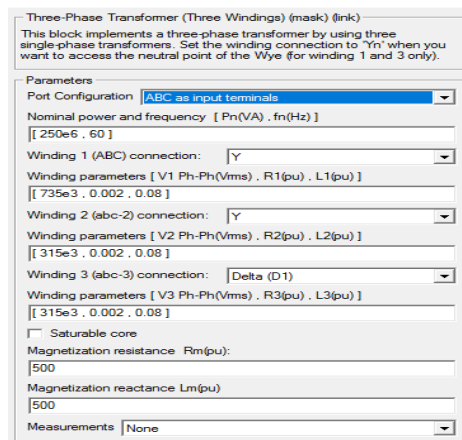 Three-Phase Transformer (Three Windings) (mask) (link)
This block implements a three-phase transformer by using three
single-phase transformers. Set the winding connection to 'Yn' when you
want to access the neutral point of the Wye (for winding 1 and 3 only).
Parameters
Port Configuration ABC as input terminals
Nominal power and frequency [ Pn(VA) , fn(Hz) ]
[ 250e6 , 60 ]
Winding 1 (ABC) connection: Y
Winding parameters [ V1 Ph-Ph(Vrms) , R1(pu) , L1(pu) ]
[ 735e3 , 0.002 , 0.08 ]
Winding 2 (abc-2) connection: Y
Winding parameters [ V2 Ph-Ph(Vrms) , R2(pu) , L2(pu) ]
[ 315e3 , 0.002 , 0.08 ]
Winding 3 (abc-3) connection: Delta (D1)
Winding parameters [ V3 Ph-Ph(Vrms) , R3(pu) , L3(pu) ]
[ 315e3 , 0.002 , 0.08 ]
Saturable core
Magnetization resistance Rm(pu):
500
Magnetization reactance Lm(pu)
500
Measurements None